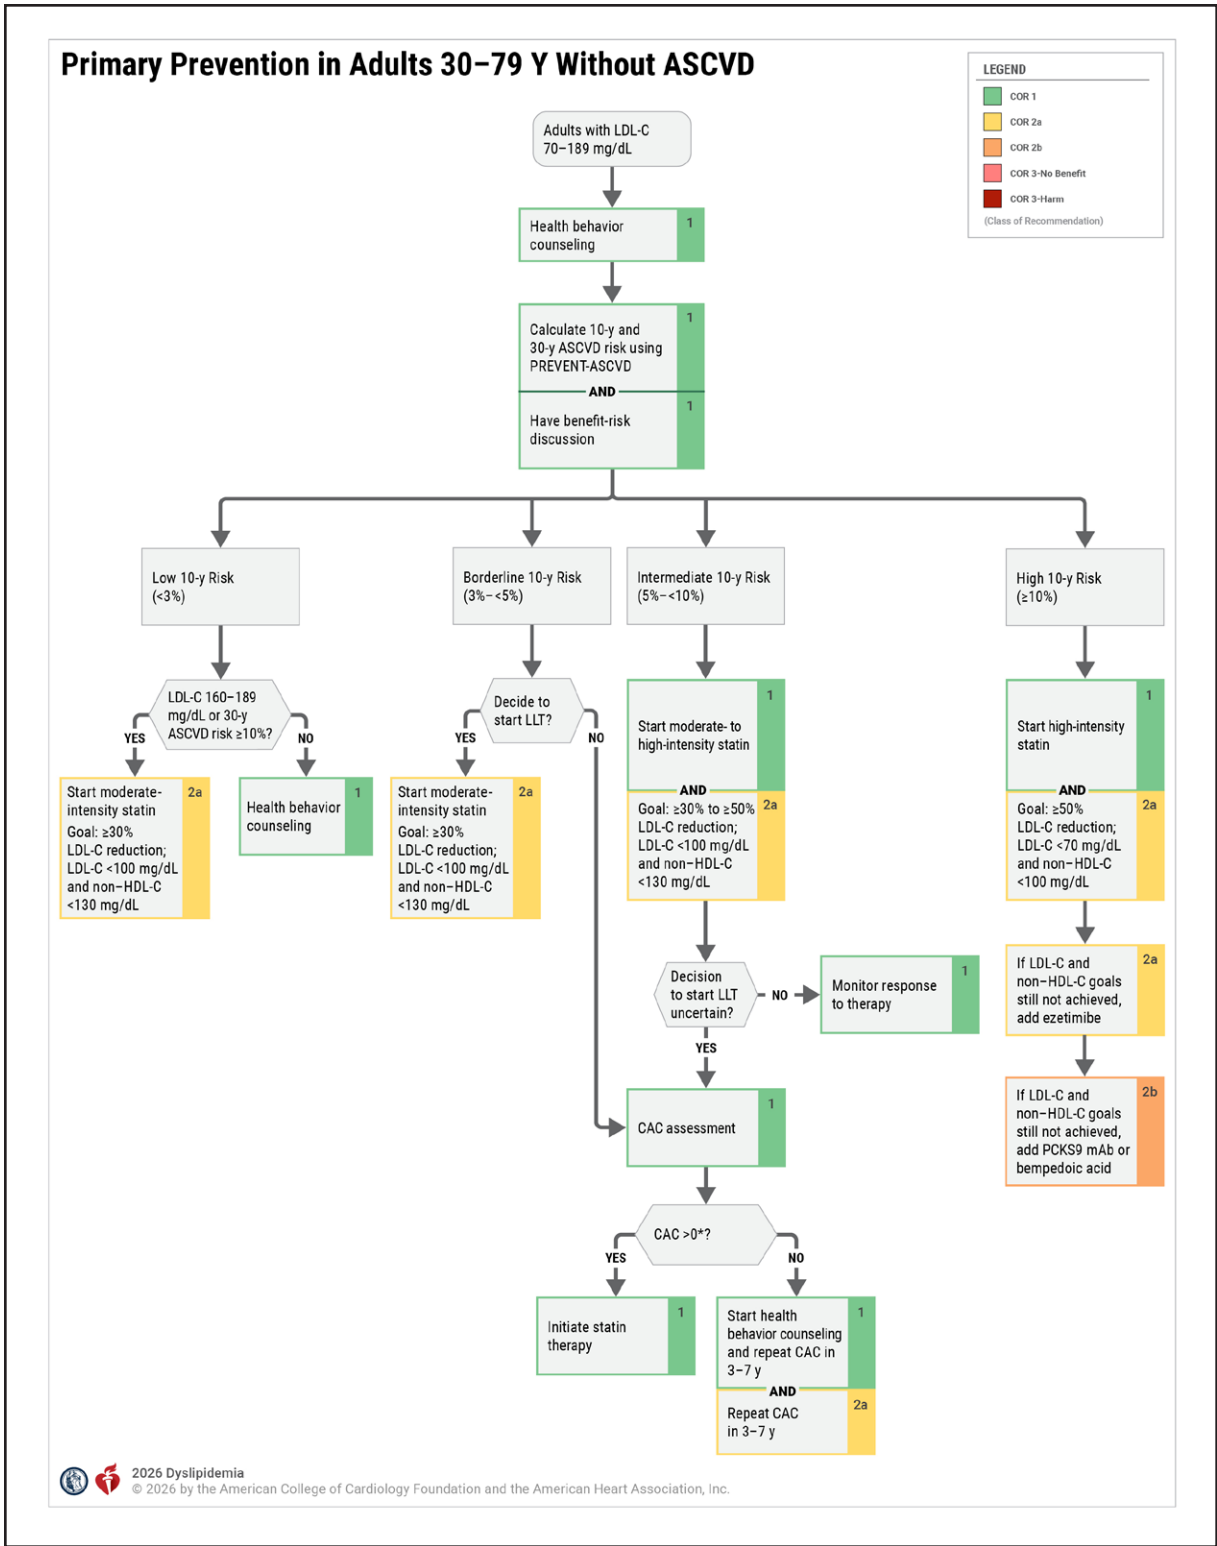 Primary Prevention in Adults 30–79 Y Without ASCVD
LEGEND
COR 1
COR 2a
COR 2b
COR 3-No Benefit
COR 3-Harm
(Class of Recommendation)
Adults with LDL-C
70–189 mg/dL
Health behavior
counseling
1
Calculate 10-y and
30-y ASCVD risk using
PREVENT-ASCVD
1
AND
Have benefit-risk
discussion
1
Low 10-y Risk
(<3%)
Borderline 10-y Risk
(3%–<5%)
Intermediate 10-y Risk
(5%–<10%)
High 10-y Risk
(≥10%)
LDL-C 160–189
mg/dL or 30-y
ASCVD risk ≥10%?
YES
NO
Start moderate-
intensity statin
Goal: ≥30%
LDL-C reduction;
LDL-C <100 mg/dL
and non–HDL-C
<130 mg/dL
2a
Health behavior
counseling
1
Decide to
start LLT?
YES
NO
Start moderate-
intensity statin
Goal: ≥30%
LDL-C reduction;
LDL-C <100 mg/dL
and non–HDL-C
<130 mg/dL
2a
Start moderate- to
high-intensity statin
1
AND
Goal: ≥30% to ≥50%
LDL-C reduction;
LDL-C <100 mg/dL
and non–HDL-C
<130 mg/dL
2a
Decision
to start LLT
uncertain?
NO
Monitor response
to therapy
1
YES
CAC assessment
1
CAC >0*?
YES
NO
Initiate statin
therapy
1
Start health
behavior counseling
and repeat CAC in
3–7 y
1
AND
Repeat CAC
in 3–7 y
2a
Start high-intensity
statin
1
AND
Goal: ≥50%
LDL-C reduction;
LDL-C <70 mg/dL
and non–HDL-C
<100 mg/dL
2a
If LDL-C and
non–HDL-C goals
still not achieved,
add ezetimibe
2a
If LDL-C and
non–HDL-C goals
still not achieved,
add PCKS9 mAb or
bempedoic acid
2b
2026 Dyslipidemia
© 2026 by the American College of Cardiology Foundation and the American Heart Association, Inc.